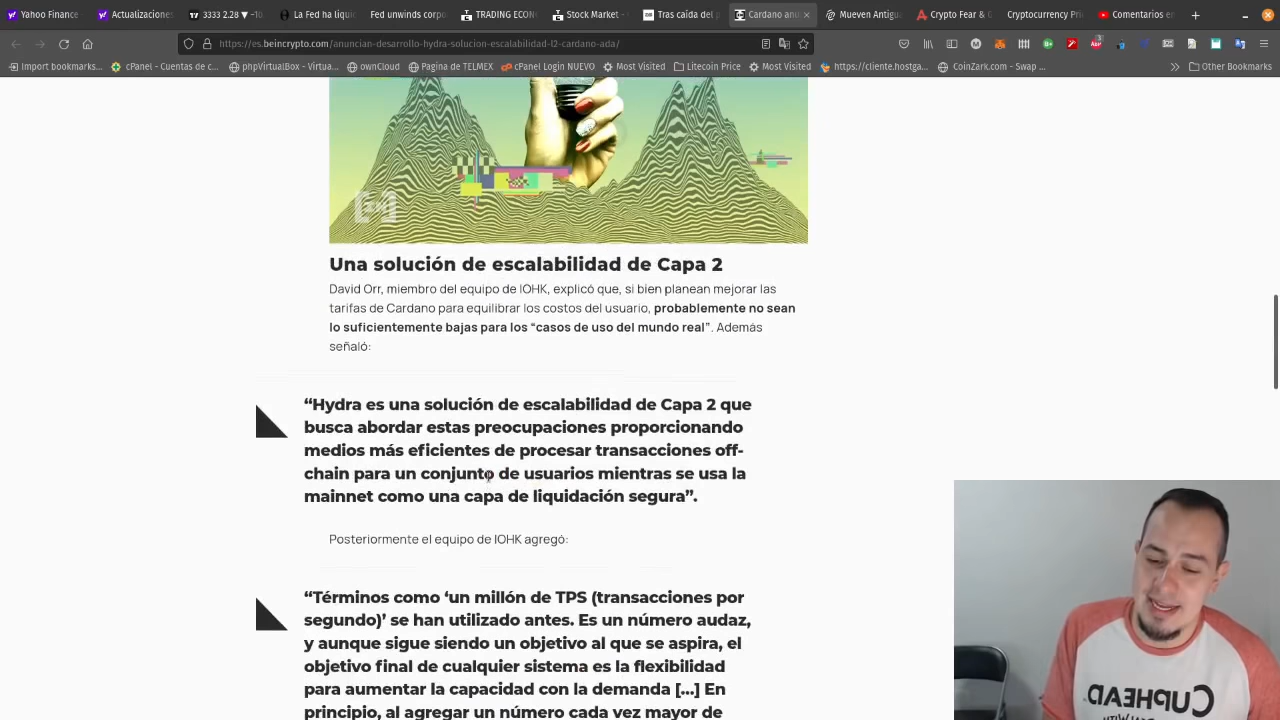 Yahoo Finance
Actualizaciones
3333 2.28 ▼ −10
La Fed ha liqui
Fed unwinds corpo
TRADING ECON
Stock Market -
Tras caída del p
Cardano anu
Mueven Antigua
Crypto Fear & G
Cryptocurrency Pri
Comentarios en
https://es.beincrypto.com/anuncian-desarrollo-hydra-solucion-escalabilidad-l2-cardano-ada/
Import bookmarks...
cPanel - Cuentas de c...
phpVirtualBox - Virtua...
ownCloud
Pagina de TELMEX
cPanel Login NUEVO
Most Visited
Litecoin Price
Most Visited
https://cliente.hostga...
CoinZark.com - Swap ...
Other Bookmarks
Una solución de escalabilidad de Capa 2
David Orr, miembro del equipo de IOHK, explicó que, si bien planean mejorar las
tarifas de Cardano para equilibrar los costos del usuario, probablemente no sean
lo suficientemente bajas para los “casos de uso del mundo real”. Además
señaló:
“Hydra es una solución de escalabilidad de Capa 2 que
busca abordar estas preocupaciones proporcionando
medios más eficientes de procesar transacciones off-
chain para un conjunto de usuarios mientras se usa la
mainnet como una capa de liquidación segura”.
Posteriormente el equipo de IOHK agregó:
“Términos como ‘un millón de TPS (transacciones por
segundo)’ se han utilizado antes. Es un número audaz,
y aunque sigue siendo un objetivo al que se aspira, el
objetivo final de cualquier sistema es la flexibilidad
para aumentar la capacidad con la demanda [...] En
principio, al agregar un número cada vez mayor de
CUPHEAD